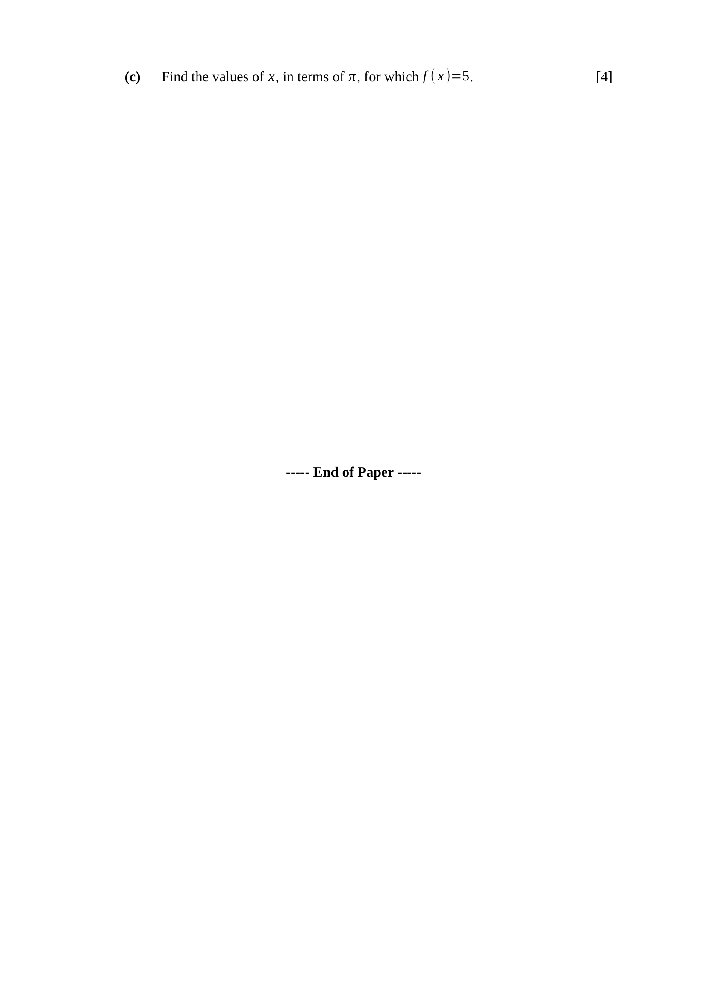 (c) Find the values of x, in terms of π, for which f(x)=5. [4]
----- End of Paper -----